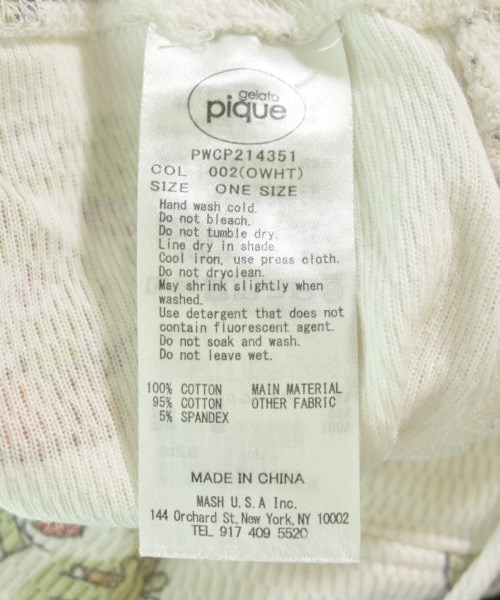 gelato
pique
PWCP214351
COL 002(OWHT)
SIZE ONE SIZE
Hand wash cold.
Do not bleach.
Do not tumble dry.
Line dry in shade.
Cool iron, use press cloth.
Do not dryclean.
May shrink slightly when
washed.
Use detergent that does not
contain fluorescent agent.
Do not soak and wash.
Do not leave wet.
100% COTTON MAIN MATERIAL
95% COTTON OTHER FABRIC
5% SPANDEX
MADE IN CHINA
MASH U.S.A Inc.
144 Orchard St, New York, NY 10002
TEL 917 409 5520